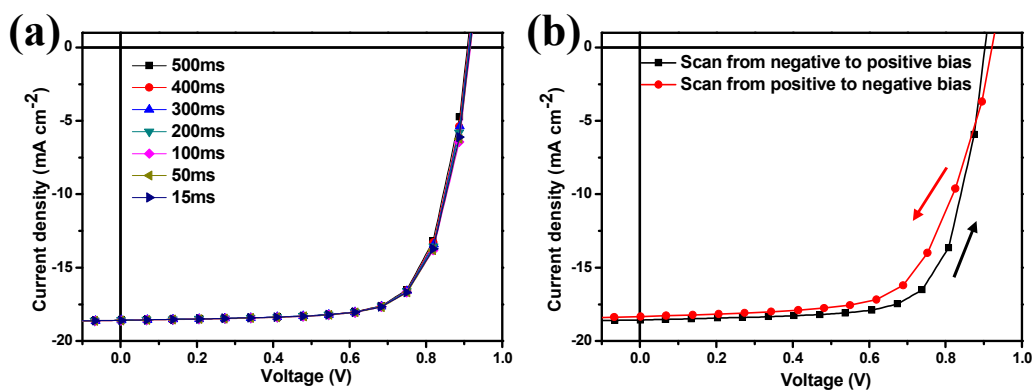 (a)
0
-5
-10
-15
-20
Current density (mA cm-2)
500ms
400ms
300ms
200ms
100ms
50ms
15ms
0.0 0.2 0.4 0.6 0.8 1.0
Voltage (V)
(b)
0
-5
-10
-15
-20
Current density (mA cm-2)
Scan from negative to positive bias
Scan from positive to negative bias
0.0 0.2 0.4 0.6 0.8 1.0
Voltage (V)